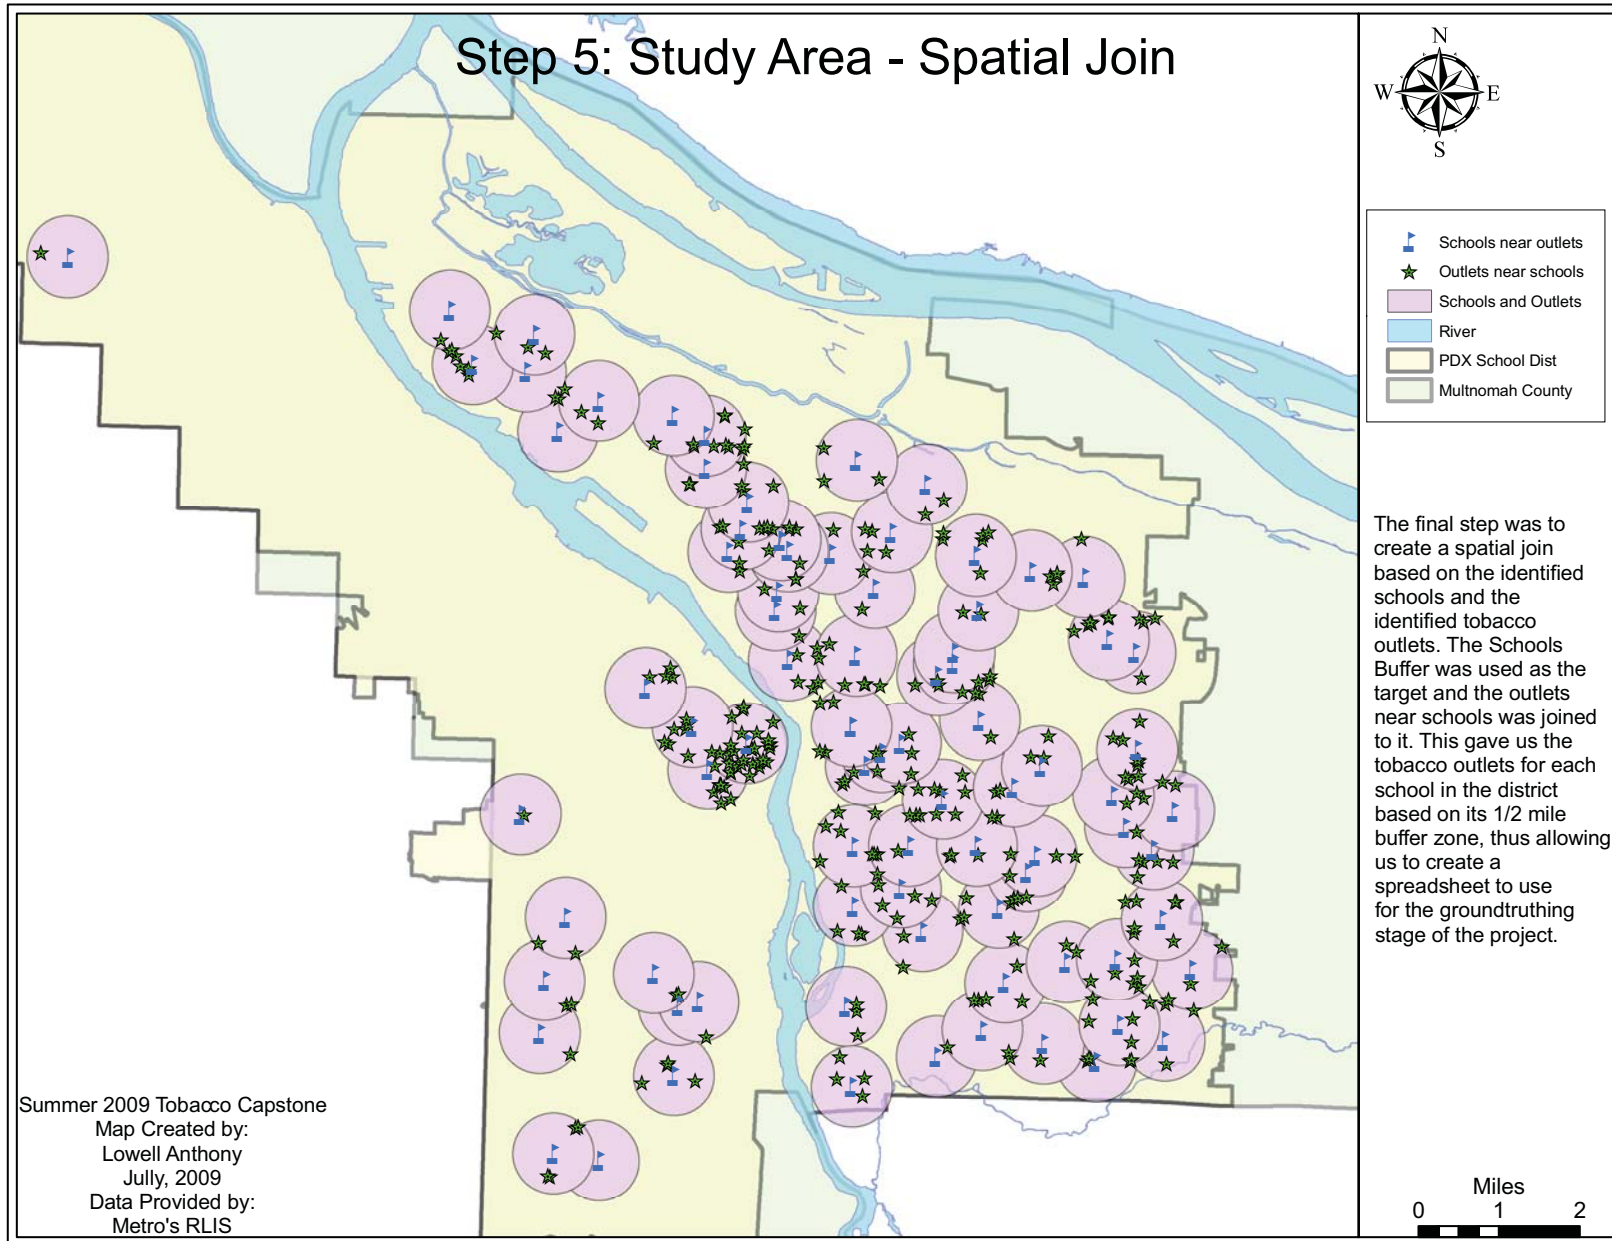 Step 5: Study Area - Spatial Join
N
W E
S
Schools near outlets
Outlets near schools
Schools and Outlets
River
PDX School Dist
Multnomah County
The final step was to
create a spatial join
based on the identified
schools and the
identified tobacco
outlets. The Schools
Buffer was used as the
target and the outlets
near schools was joined
to it. This gave us the
tobacco outlets for each
school in the district
based on its 1/2 mile
buffer zone, thus allowing
us to create a
spreadsheet to use
for the groundtruthing
stage of the project.
Summer 2009 Tobacco Capstone
Map Created by:
Lowell Anthony
Jully, 2009
Data Provided by:
Metro's RLIS
Miles
0 1 2